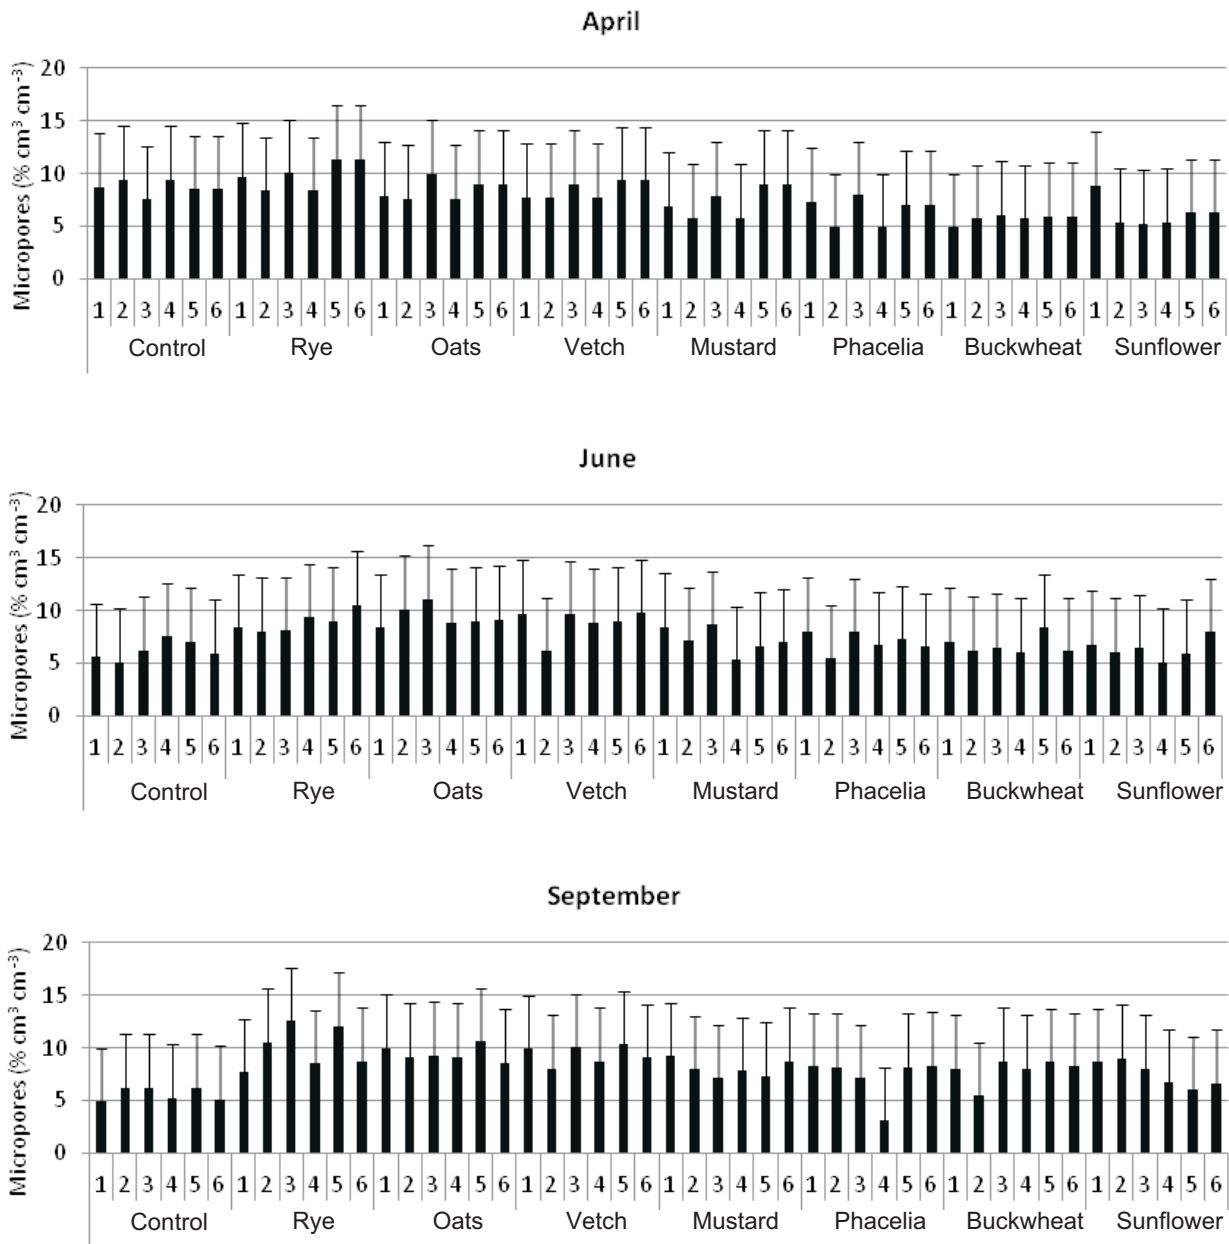 April
Micropores (% cm³ cm⁻³)
20
15
10
5
0
1 2 3 4 5 6 1 2 3 4 5 6 1 2 3 4 5 6 1 2 3 4 5 6 1 2 3 4 5 6 1 2 3 4 5 6 1 2 3 4 5 6 1 2 3 4 5 6
Control Rye Oats Vetch Mustard Phacelia Buckwheat Sunflower
June
Micropores (% cm³ cm⁻³)
20
15
10
5
0
1 2 3 4 5 6 1 2 3 4 5 6 1 2 3 4 5 6 1 2 3 4 5 6 1 2 3 4 5 6 1 2 3 4 5 6 1 2 3 4 5 6 1 2 3 4 5 6
Control Rye Oats Vetch Mustard Phacelia Buckwheat Sunflower
September
Micropores (% cm³ cm⁻³)
20
15
10
5
0
1 2 3 4 5 6 1 2 3 4 5 6 1 2 3 4 5 6 1 2 3 4 5 6 1 2 3 4 5 6 1 2 3 4 5 6 1 2 3 4 5 6 1 2 3 4 5 6
Control Rye Oats Vetch Mustard Phacelia Buckwheat Sunflower